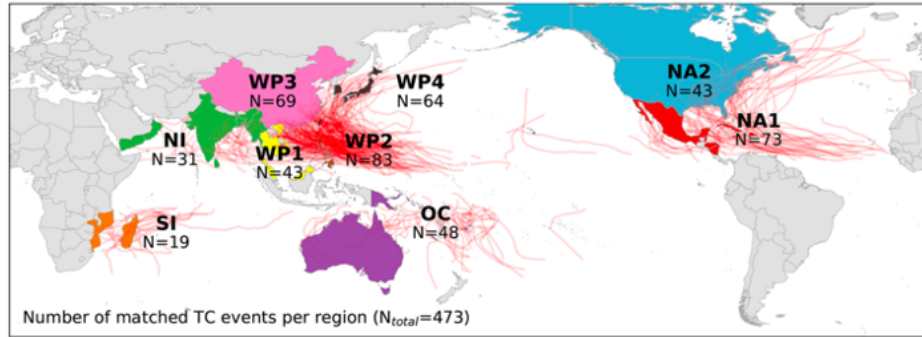 WP3
N=69
WP4
N=64
NA2
N=43
NI
N=31
WP1
N=43
WP2
N=83
NA1
N=73
SI
N=19
OC
N=48
Number of matched TC events per region (Ntotal=473)